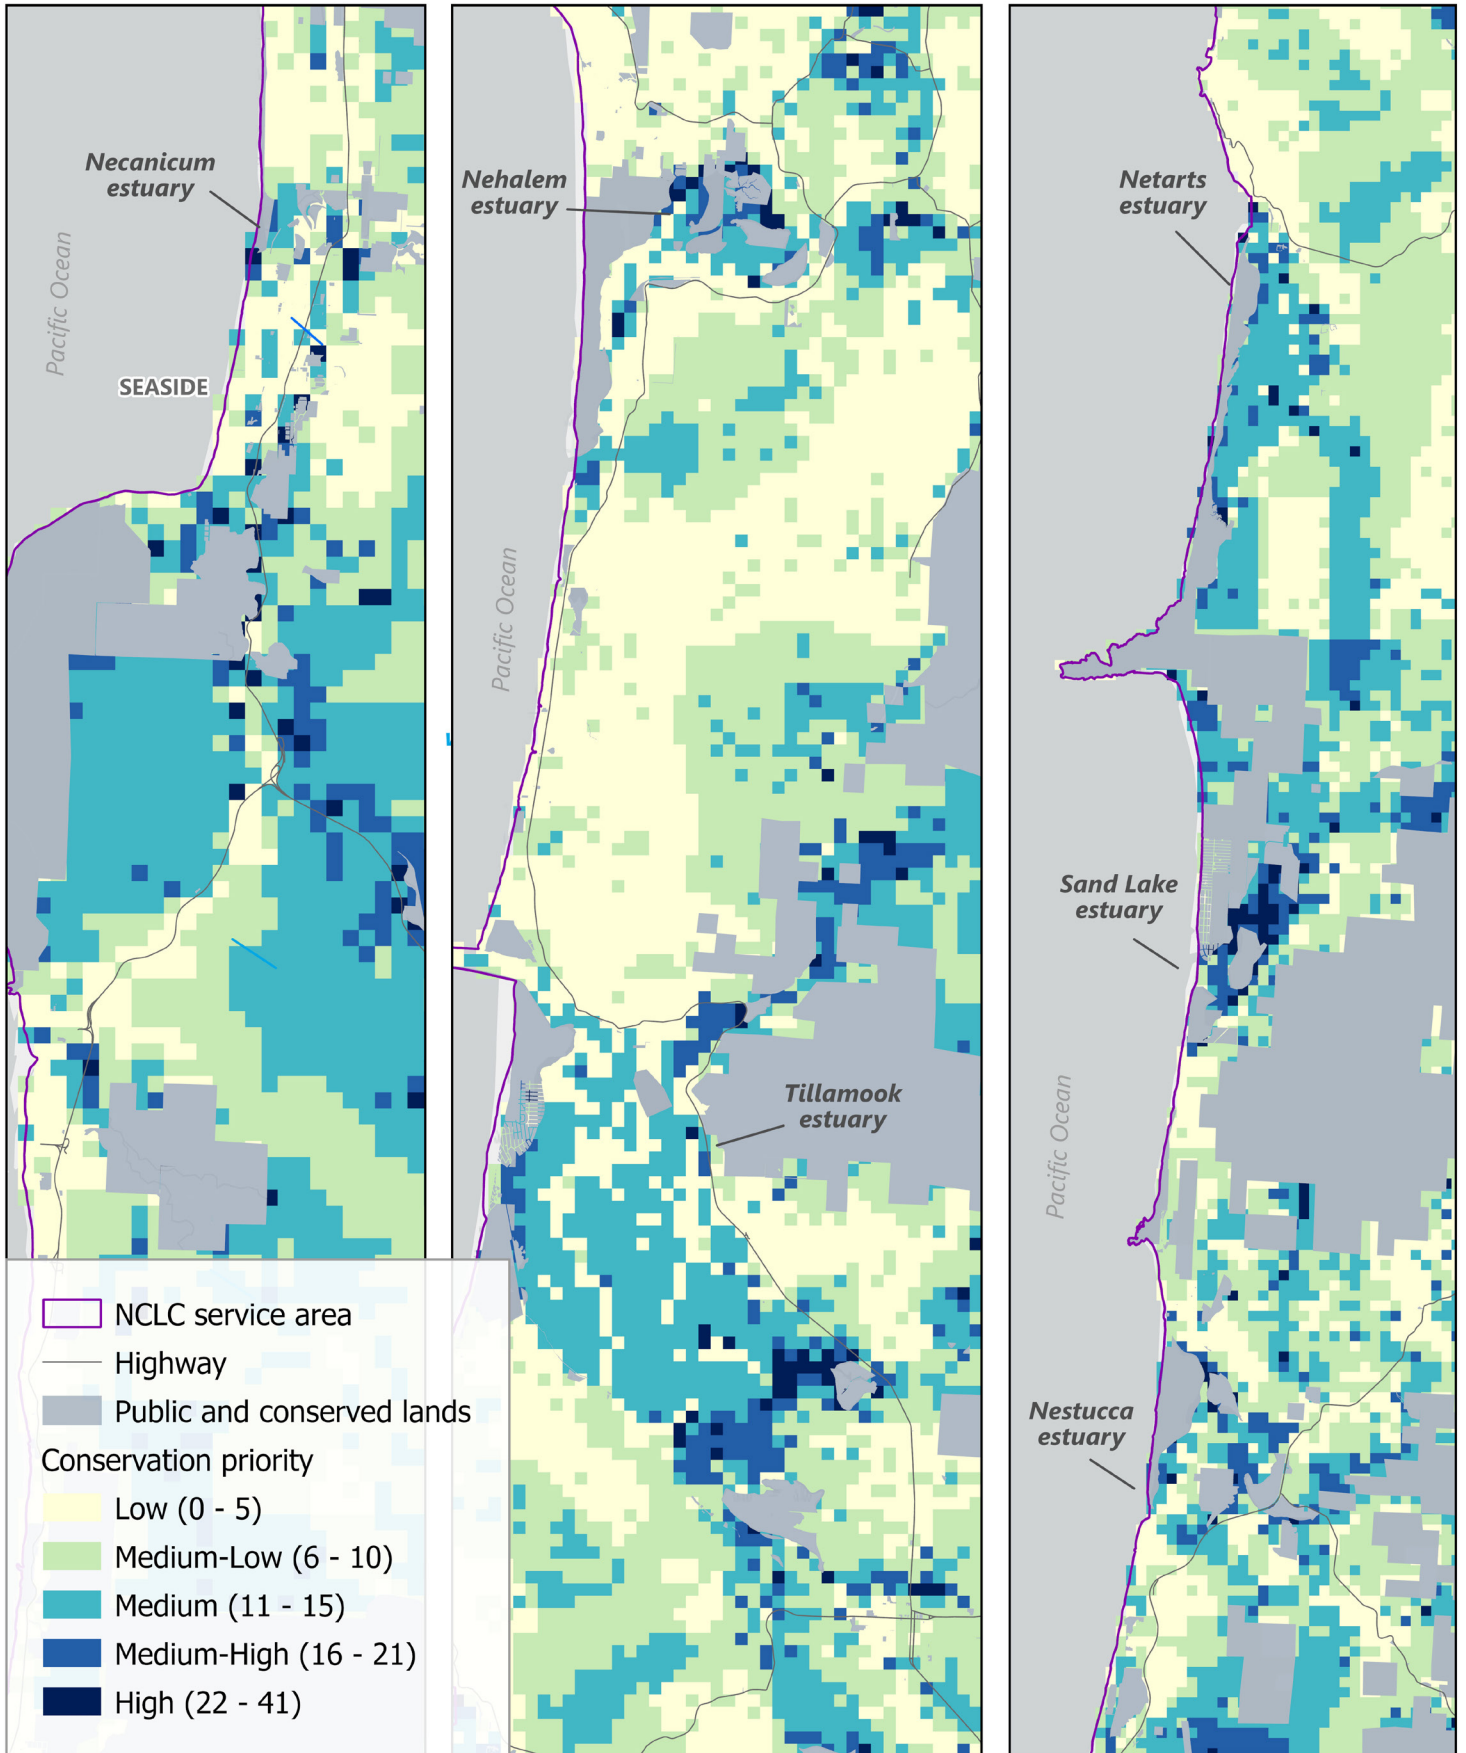 Necanicum
estuary
Pacific Ocean
SEASIDE
Nehalem
estuary
Pacific Ocean
Tillamook
estuary
Netarts
estuary
Sand Lake
estuary
Pacific Ocean
Nestucca
estuary
NCLC service area
Highway
Public and conserved lands
Conservation priority
Low (0 - 5)
Medium-Low (6 - 10)
Medium (11 - 15)
Medium-High (16 - 21)
High (22 - 41)